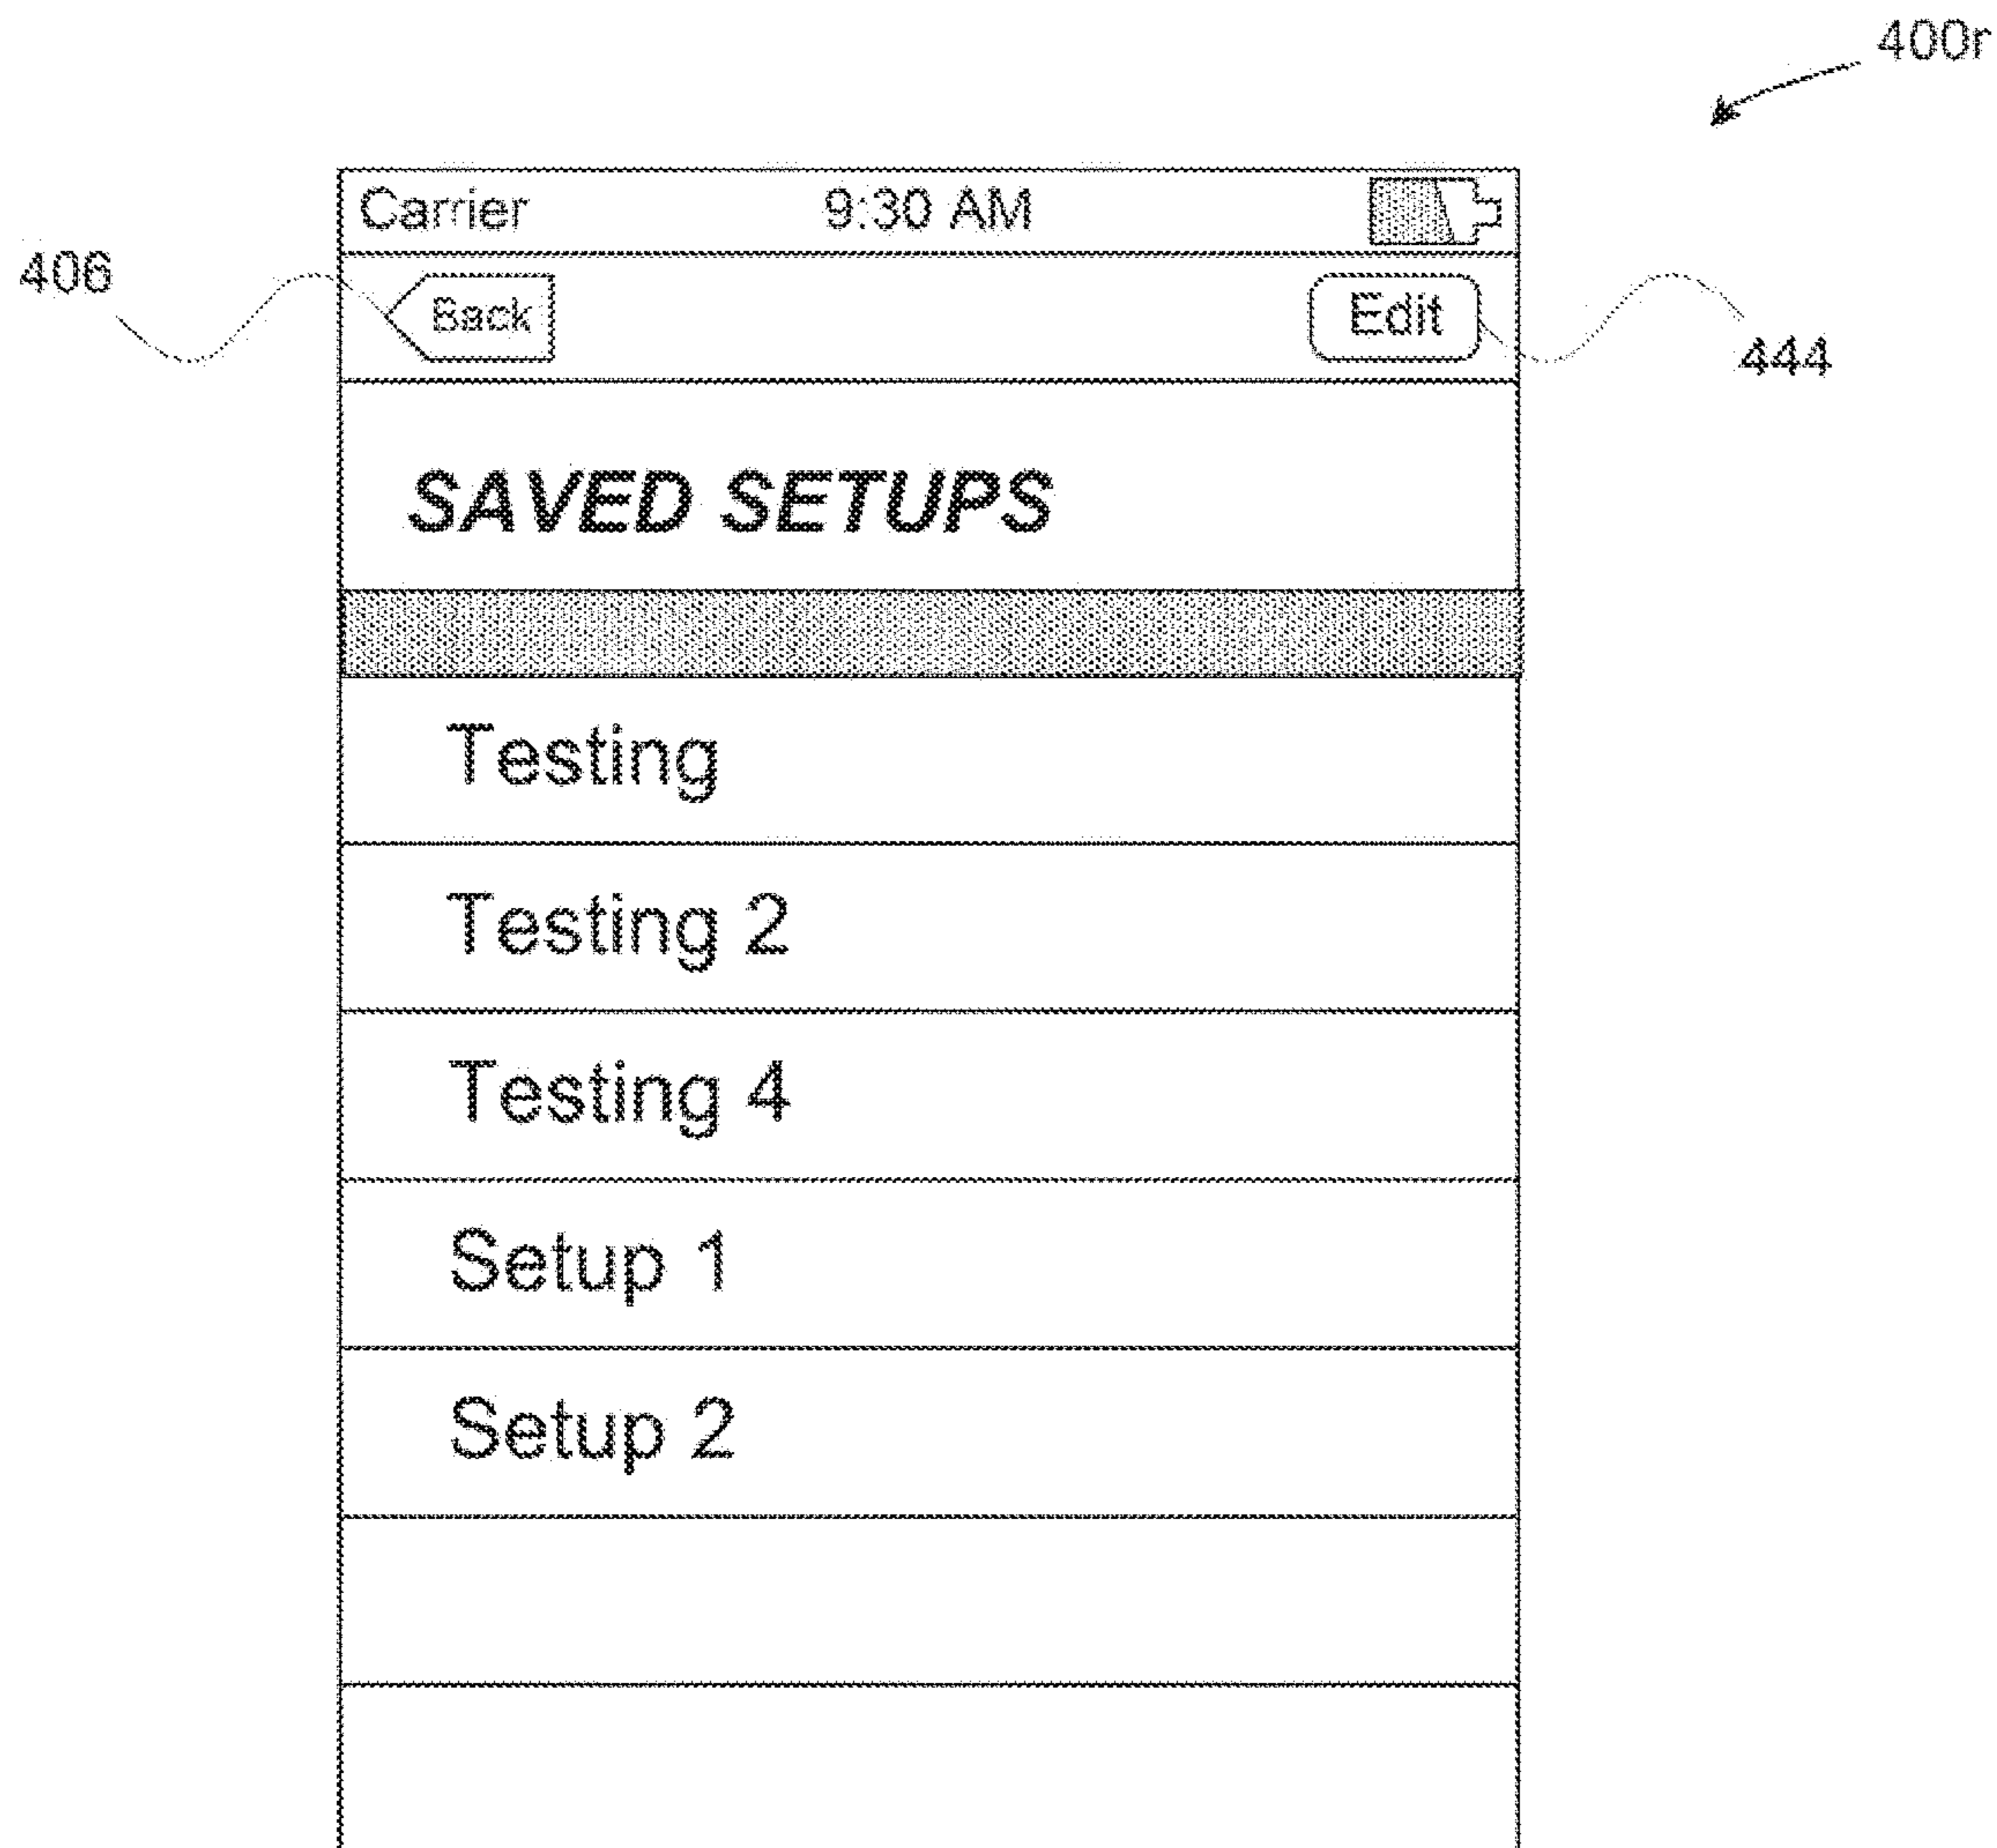 400r
Carrier 9:30 AM
406
Back Edit
444
SAVED SETUPS
Testing
Testing 2
Testing 4
Setup 1
Setup 2